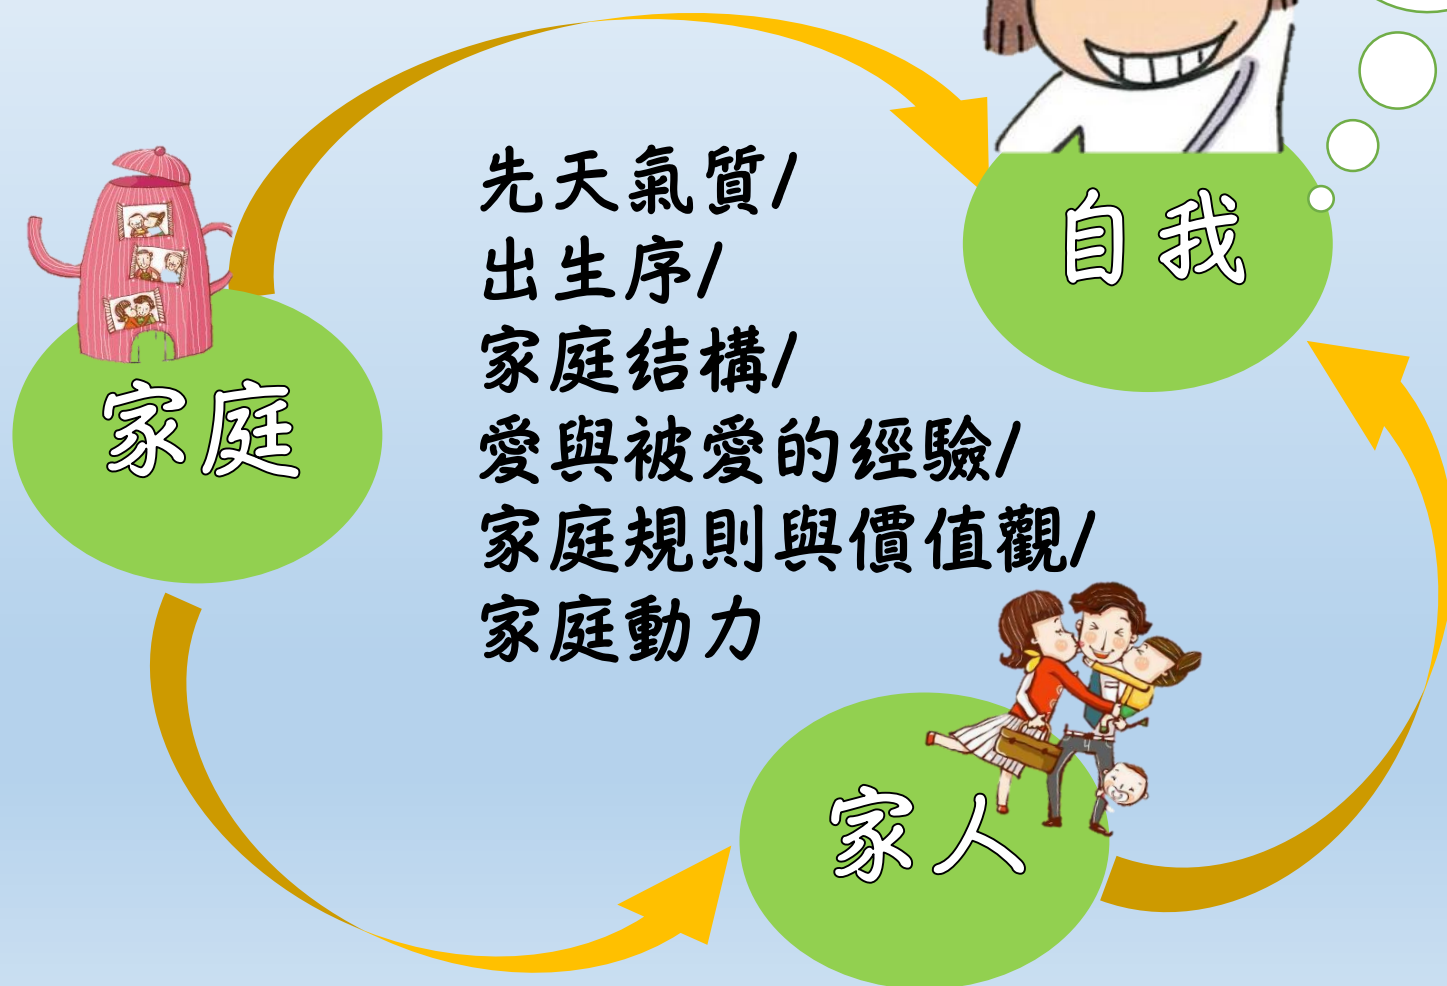 先天氣質/
出生序/
家庭结構/
愛與被愛的經驗/
家庭規則與價值觀/
家庭動力
自我
家庭
家人